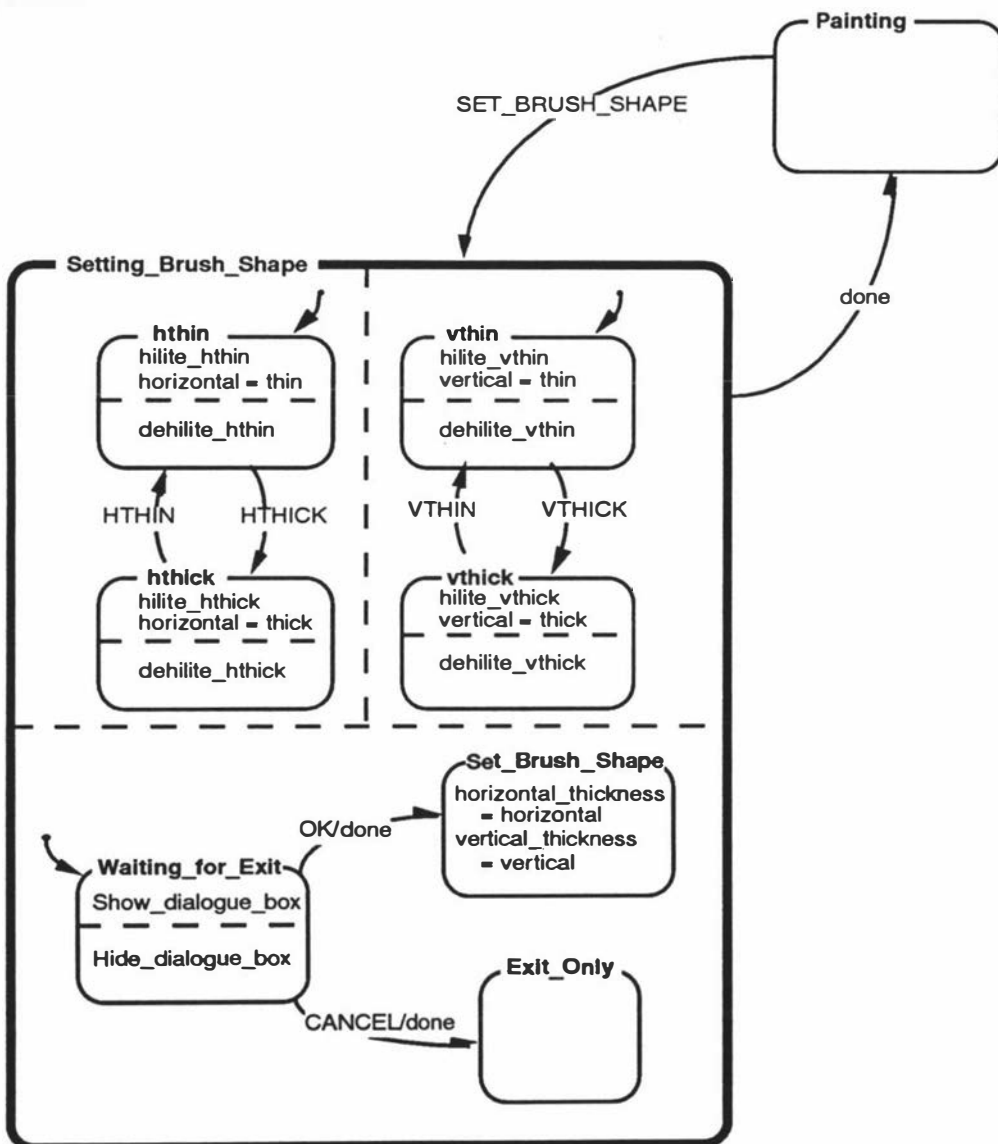 Painting
SET_BRUSH_SHAPE
done
Setting_Brush_Shape
hthin
hilite_hthin
horizontal = thin
dehilite_hthin
HTHIN
HTHICK
hthick
hilite_hthick
horizontal = thick
dehilite_hthick
vthin
hilite_vthin
vertical = thin
dehilite_vthin
VTHIN
VTHICK
vthick
hilite_vthick
vertical = thick
dehilite_vthick
Waiting_for_Exit
Show_dialogue_box
Hide_dialogue_box
OK/done
Set_Brush_Shape
horizontal_thickness
= horizontal
vertical_thickness
= vertical
CANCEL/done
Exit_Only